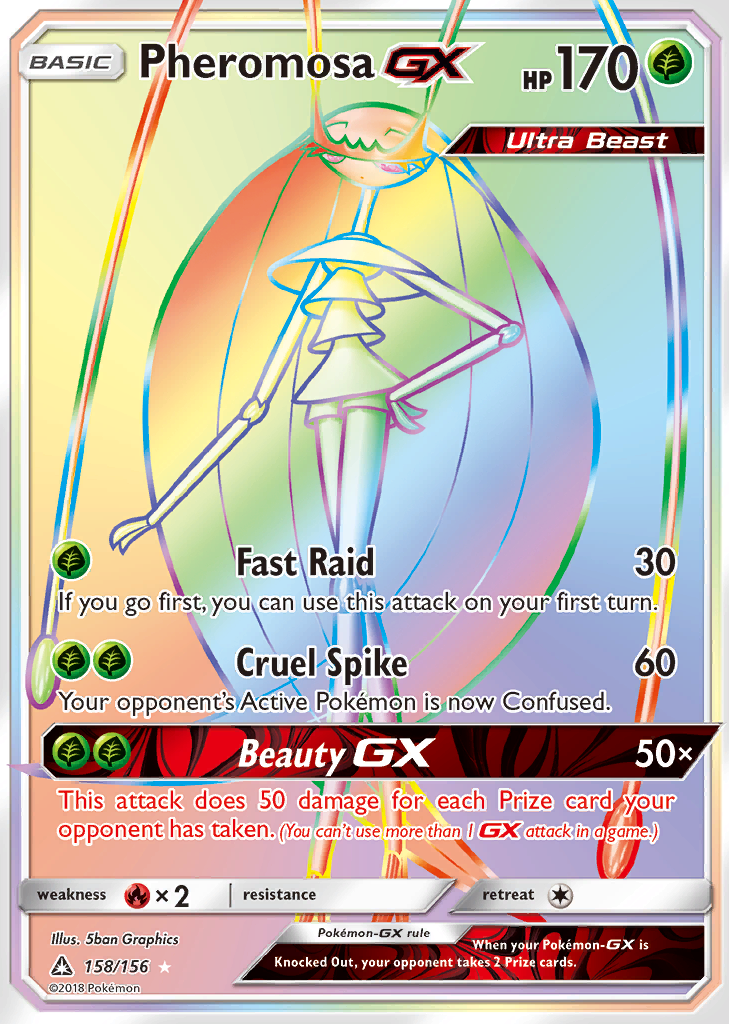 BASIC Pheromosa GX HP 170
Ultra Beast
Fast Raid 30
If you go first, you can use this attack on your first turn.
Cruel Spike 60
Your opponent's Active Pokémon is now Confused.
Beauty GX 50×
This attack does 50 damage for each Prize card your
opponent has taken. (You can't use more than 1 GX attack in a game.)
weakness × 2 resistance retreat
Illus. 5ban Graphics
Pokémon-GX rule
When your Pokémon-GX is
Knocked Out, your opponent takes 2 Prize cards.
158/156
©2018 Pokémon